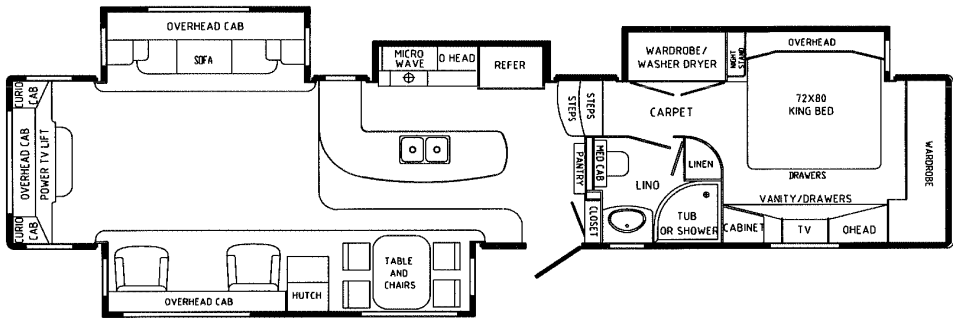 OVERHEAD CAB
SOFA
MICRO
WAVE
O HEAD
REFER
WARDROBE/
WASHER DRYER
NIGHT
STAND
OVERHEAD
72X80
KING BED
CURIO
CAB
OVERHEAD CAB
POWER TV LIFT
CURIO
CAB
STEPS
STEPS
CARPET
WARDROBE
PANTRY
MED CAB
LINEN
LINO
DRAWERS
VANITY/DRAWERS
CLOSET
TUB
OR SHOWER
CABINET
TV
OHEAD
OVERHEAD CAB
HUTCH
TABLE
AND
CHAIRS